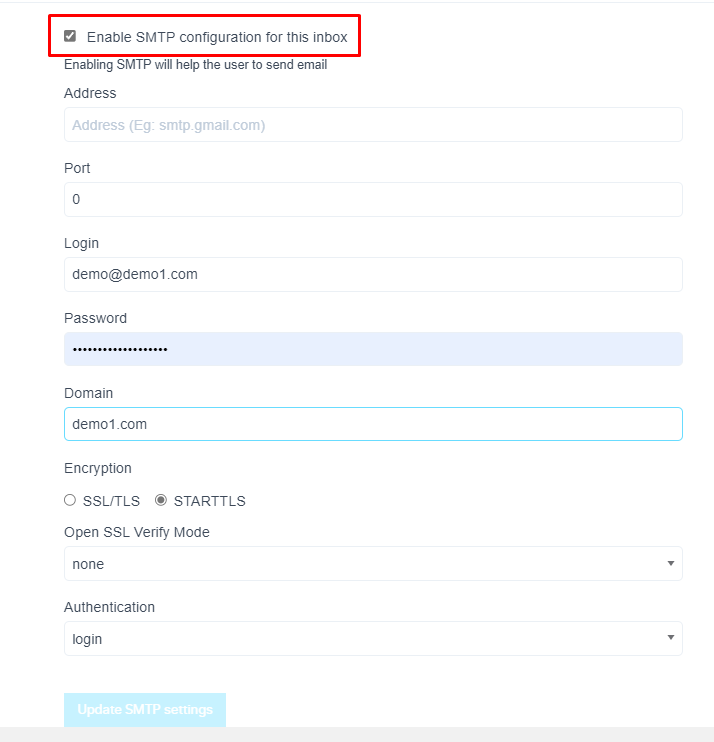 Enable SMTP configuration for this inbox
Enabling SMTP will help the user to send email
Address
Address (Eg: smtp.gmail.com)
Port
0
Login
demo@demo1.com
Password
•••••••••••••••••••
Domain
demo1.com
Encryption
SSL/TLS STARTTLS
Open SSL Verify Mode
none
Authentication
login
Update SMTP settings